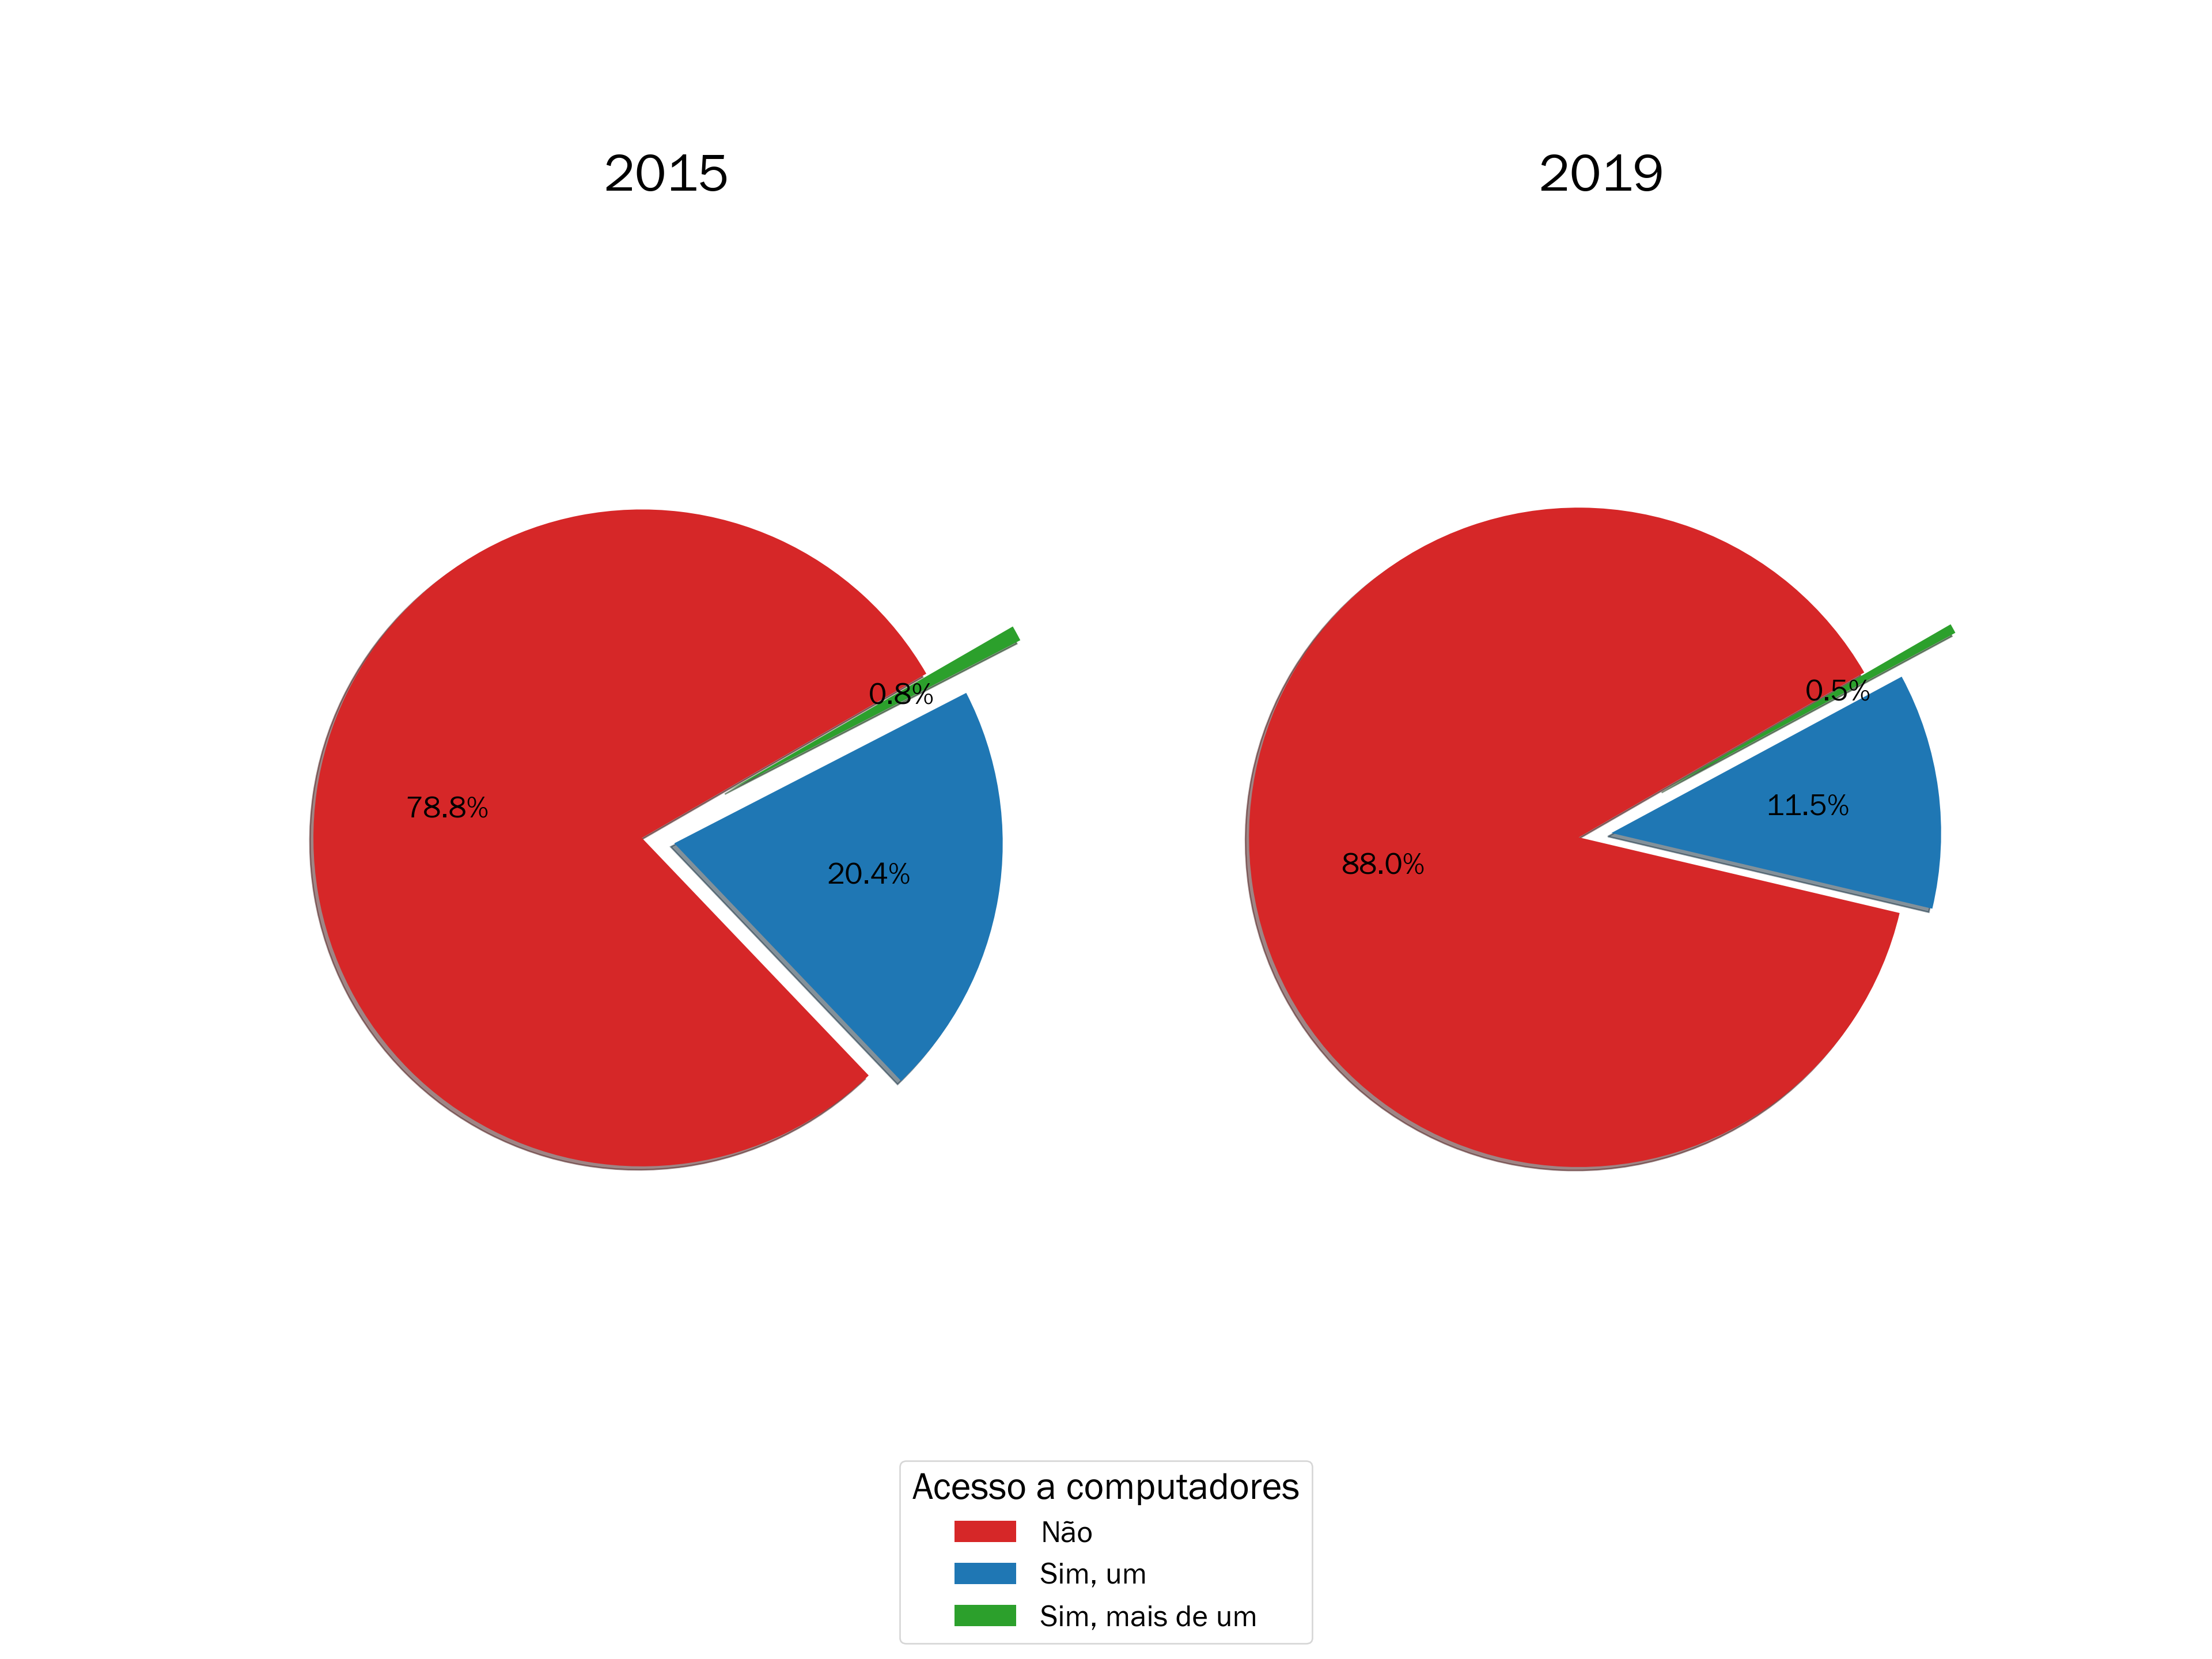 2015
2019
0.8%
78.8%
20.4%
0.5%
11.5%
88.0%
Acesso a computadores
Não
Sim, um
Sim, mais de um